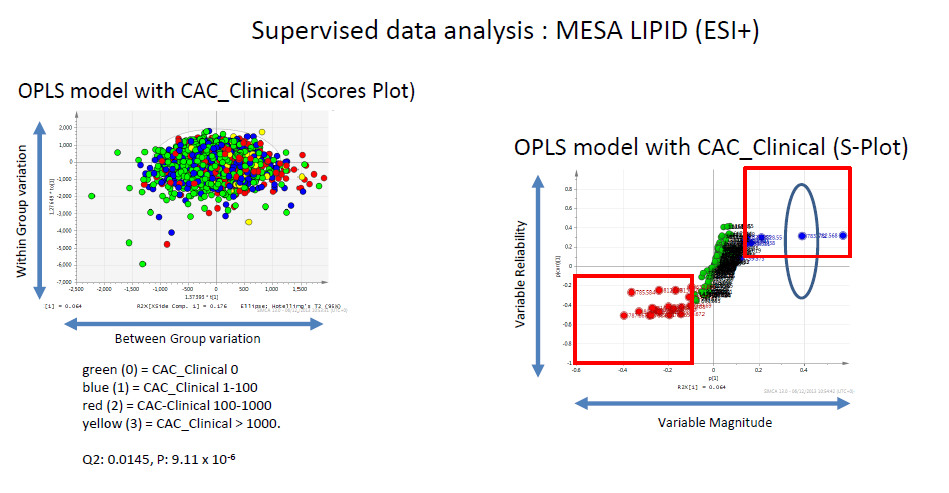 Supervised data analysis : MESA LIPID (ESI+)
OPLS model with CAC_Clinical (Scores Plot)
Within Group variation
1.37649 * to[1]
2,000
1,000
0
-1,000
-2,000
-3,000
-4,000
-5,000
-6,000
-7,000
-2,500 -2,000 -1,500 -1,000 -500 0 500 1,000 1,500
1.37393 * t[1]
R2X[XSide Comp. 1] = 0.176 Ellipse: Hotelling's T2 (95%)
Between Group variation
green (0) = CAC_Clinical 0
blue (1) = CAC_Clinical 1-100
red (2) = CAC-Clinical 100-1000
yellow (3) = CAC_Clinical > 1000.
Q2: 0.0145, P: 9.11 x 10⁻⁶
OPLS model with CAC_Clinical (S-Plot)
Variable Reliability
p(corr)[1]
0.8
0.6
0.4
0.2
0
-0.2
-0.4
-0.6
-0.8
-1
-0.6 -0.4 -0.2 0 0.2 0.4
p[1]
R2X[1] = 0.064
Variable Magnitude